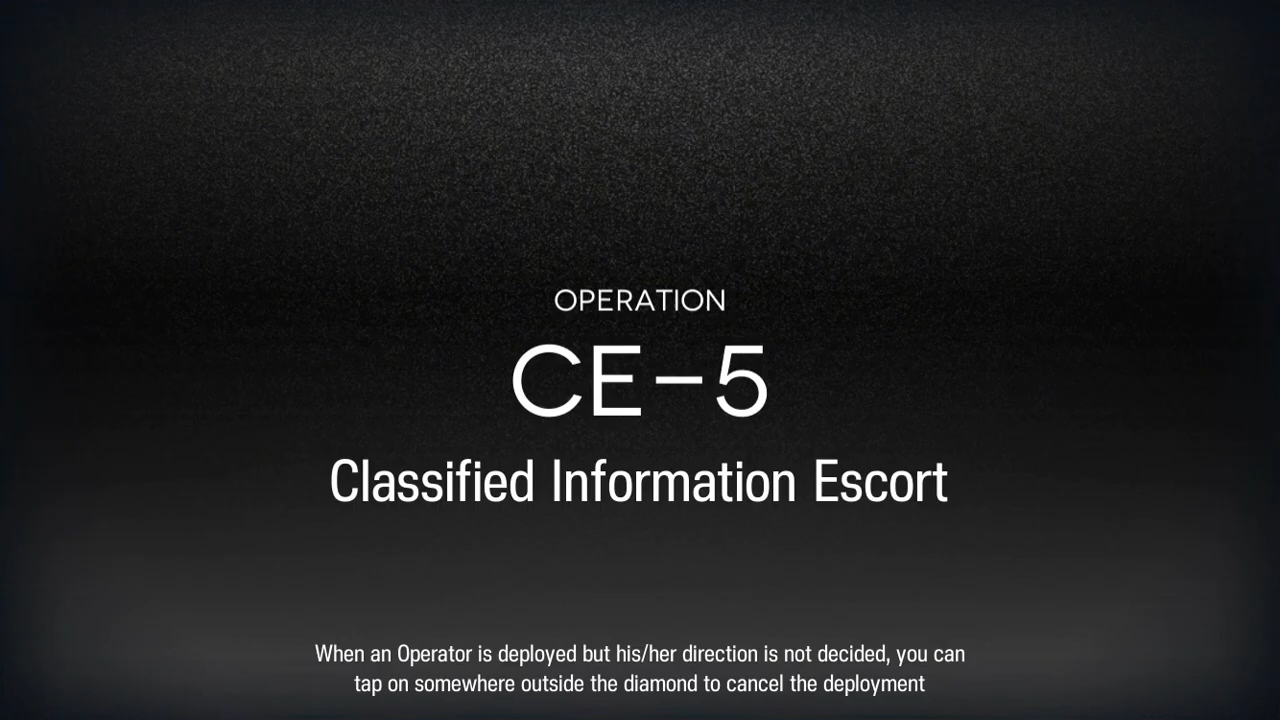 OPERATION
CE-5
Classified Information Escort
When an Operator is deployed but his/her direction is not decided, you can
tap on somewhere outside the diamond to cancel the deployment